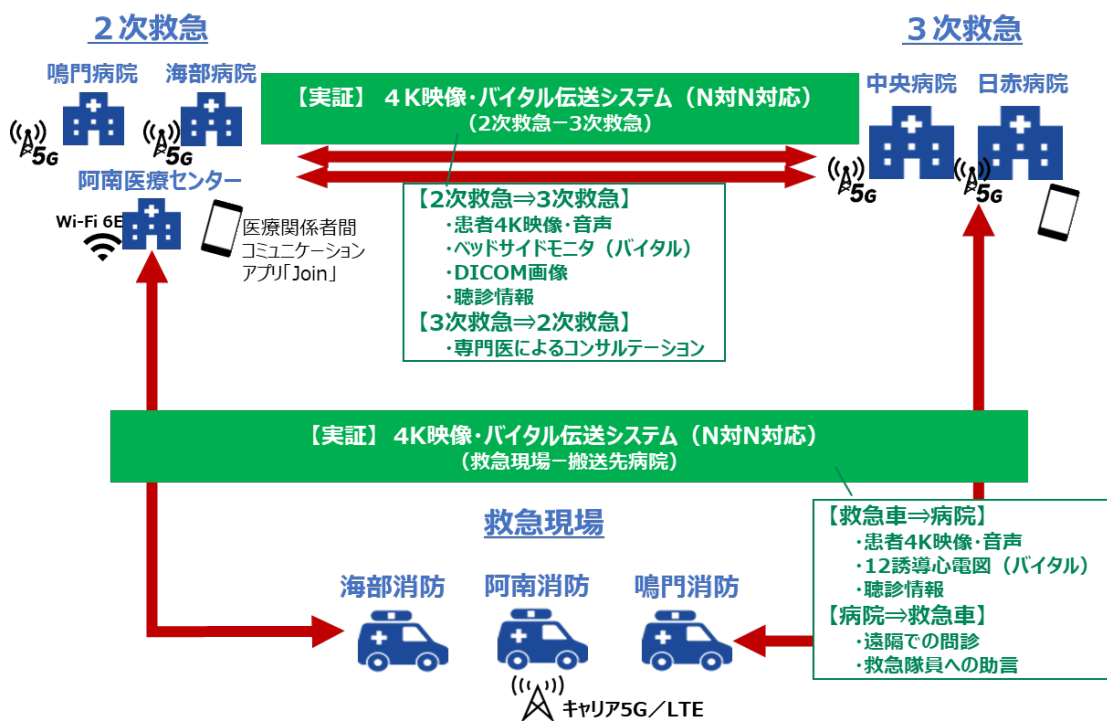 ２次救急
３次救急
鳴門病院
海部病院
中央病院
日赤病院
【実証】 ４K映像・バイタル伝送システム（N対N対応）
（2次救急－3次救急）
5G
5G
5G
5G
阿南医療センター
Wi-Fi 6E
医療関係者間
コミュニケーション
アプリ「Join」
【2次救急⇒3次救急】
・患者4K映像・音声
・ベッドサイドモニタ（バイタル）
・DICOM画像
・聴診情報
【3次救急⇒2次救急】
・専門医によるコンサルテーション
【実証】 4K映像・バイタル伝送システム（N対N対応）
（救急現場－搬送先病院）
救急現場
海部消防
阿南消防
鳴門消防
【救急車⇒病院】
・患者4K映像・音声
・12誘導心電図（バイタル）
・聴診情報
【病院⇒救急車】
・遠隔での問診
・救急隊員への助言
キャリア5G／LTE